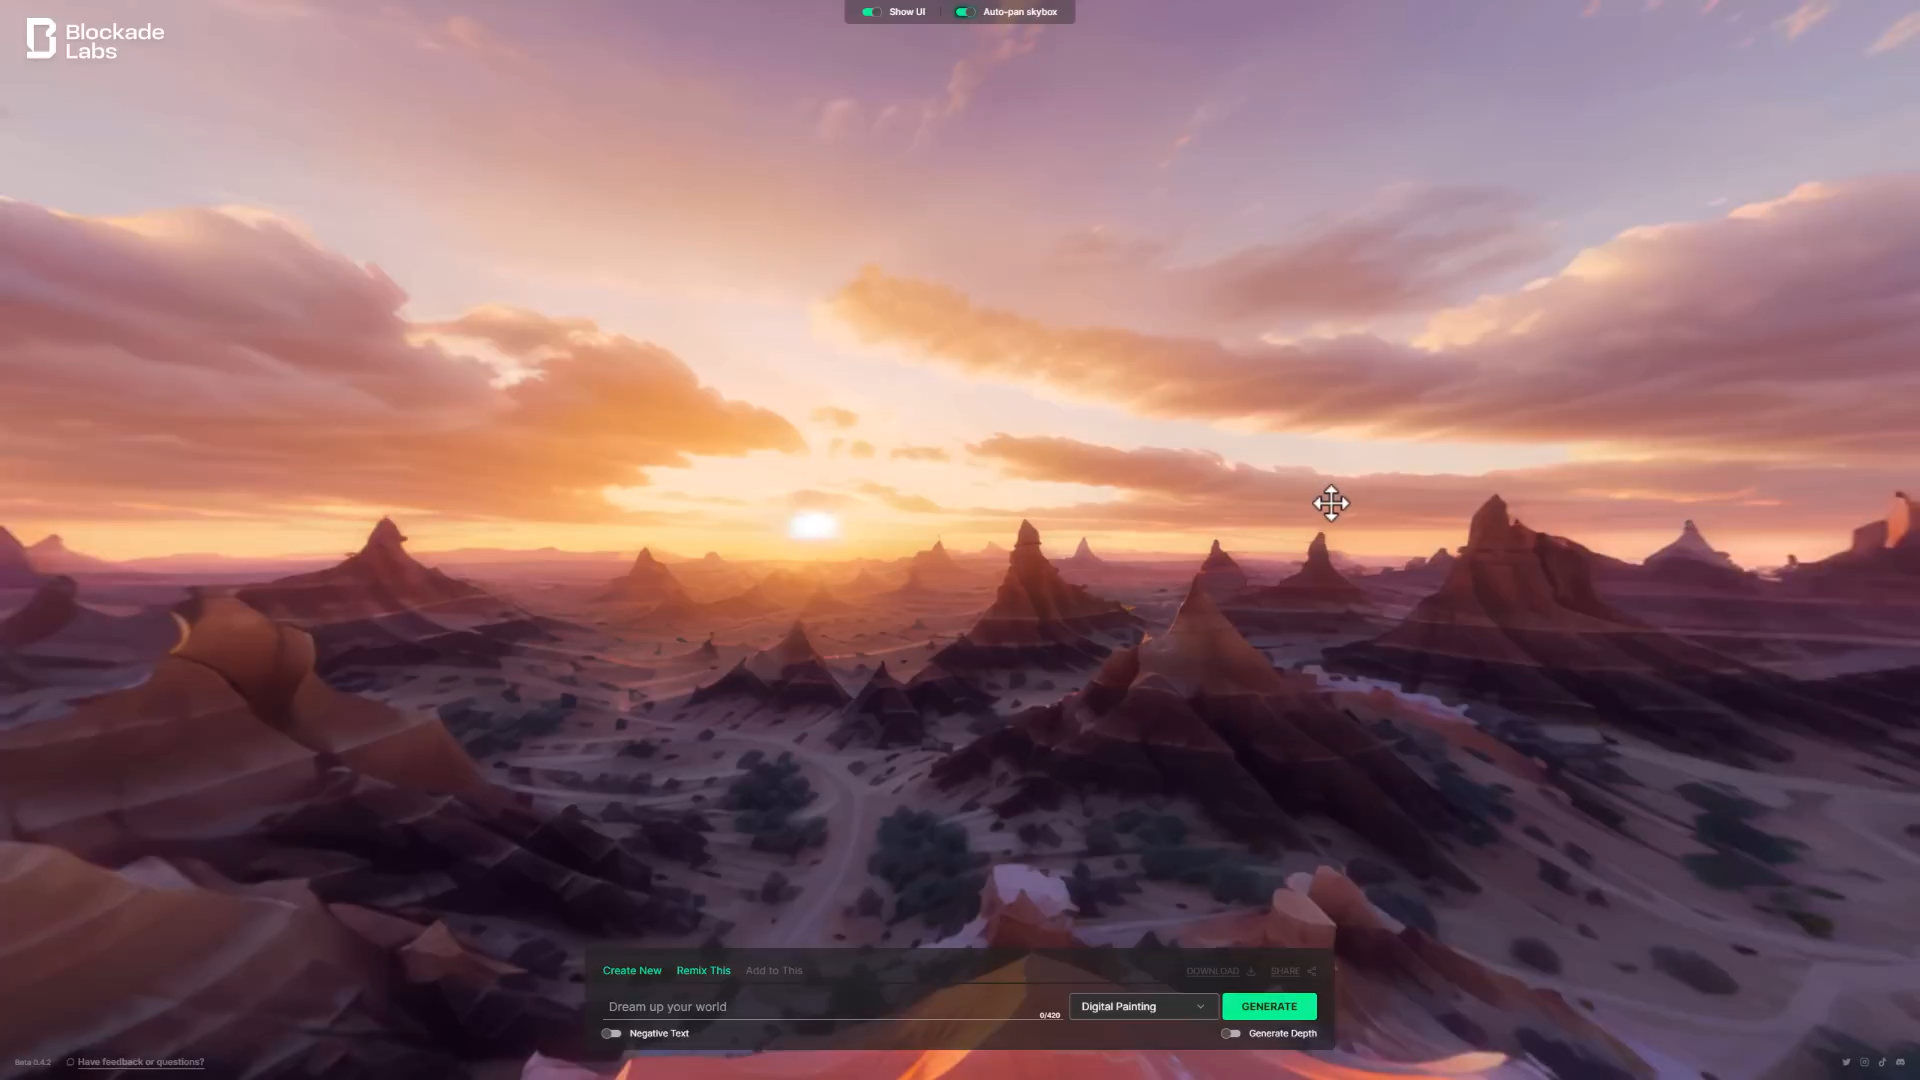 Show UI
Auto-pan skybox
Blockade
Labs
Create New
Remix This
Add to This
DOWNLOAD
SHARE
Dream up your world
0/420
Digital Painting
GENERATE
Negative Text
Generate Depth
Beta 0.4.2
Have feedback or questions?